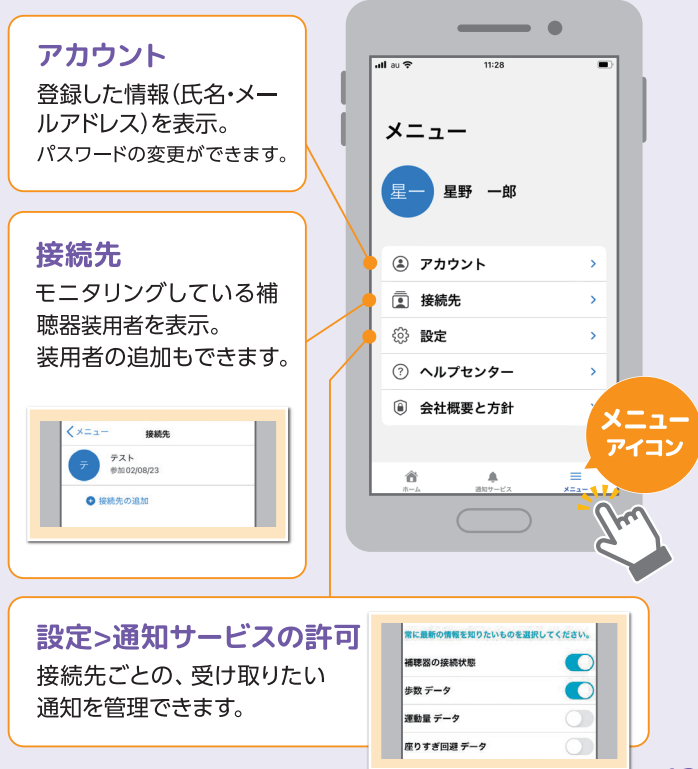 アカウント
登録した情報(氏名・メー
ルアドレス)を表示。
パスワードの変更ができます。
接続先
モニタリングしている補
聴器装用者を表示。
装用者の追加もできます。
メニュー
接続先
テ
テスト
参加 02/08/23
接続先の追加
au
11:28
メニュー
星一
星野 一郎
アカウント
接続先
設定
ヘルプセンター
会社概要と方針
ホーム
通知サービス
メニュー
メニュー
アイコン
設定>通知サービスの許可
接続先ごとの、受け取りたい
通知を管理できます。
常に最新の情報を知りたいものを選択してください。
補聴器の接続状態
歩数 データ
運動量 データ
座りすぎ回避 データ